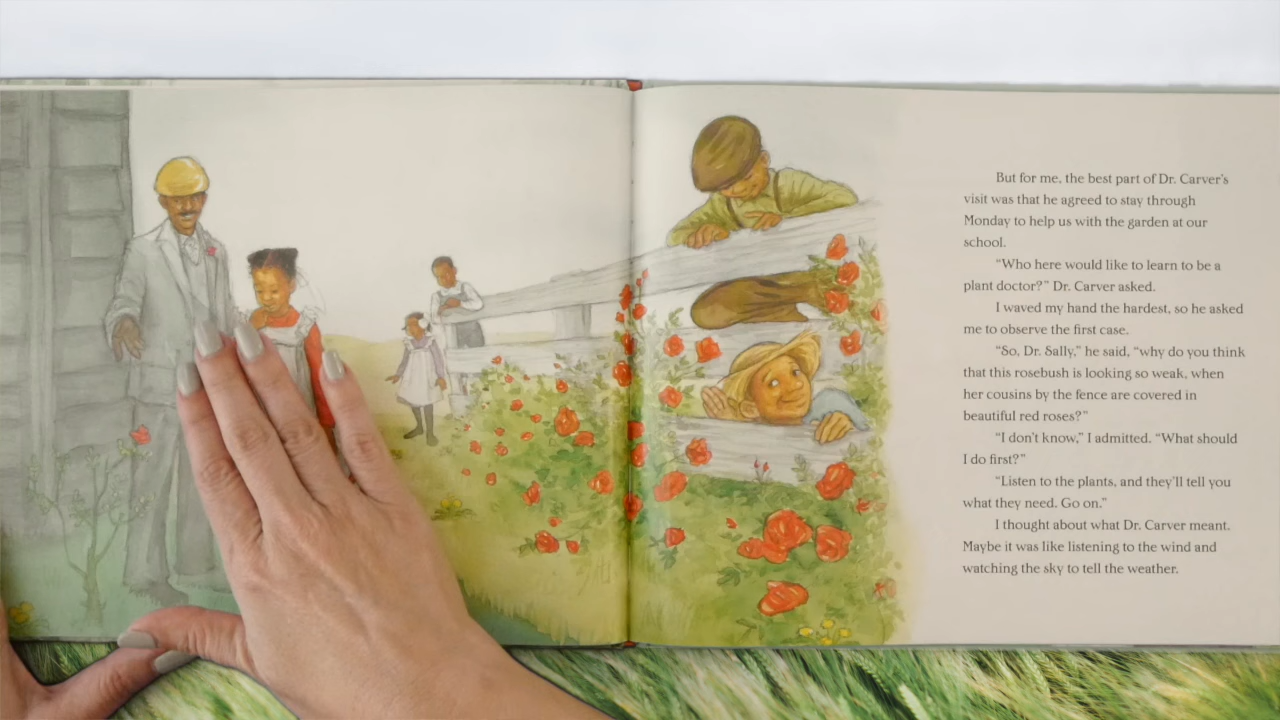 But for me, the best part of Dr. Carver's
visit was that he agreed to stay through
Monday to help us with the garden at our
school.
"Who here would like to learn to be a
plant doctor?" Dr. Carver asked.
I waved my hand the hardest, so he asked
me to observe the first case.
"So, Dr. Sally," he said, "why do you think
that this rosebush is looking so weak, when
her cousins by the fence are covered in
beautiful red roses?"
"I don't know," I admitted. "What should
I do first?"
"Listen to the plants, and they'll tell you
what they need. Go on."
I thought about what Dr. Carver meant.
Maybe it was like listening to the wind and
watching the sky to tell the weather.